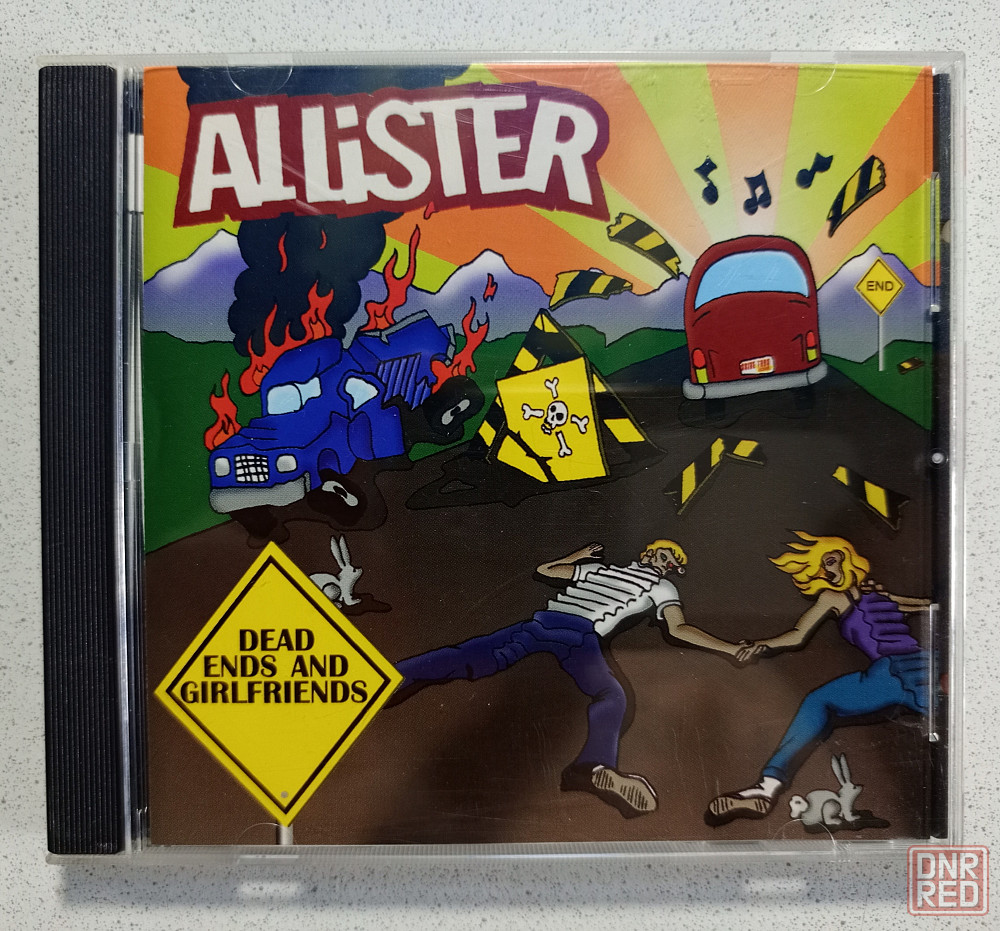 ALLiSTER
END
DEAD
ENDS AND
GIRLFRIENDS
DNR
RED